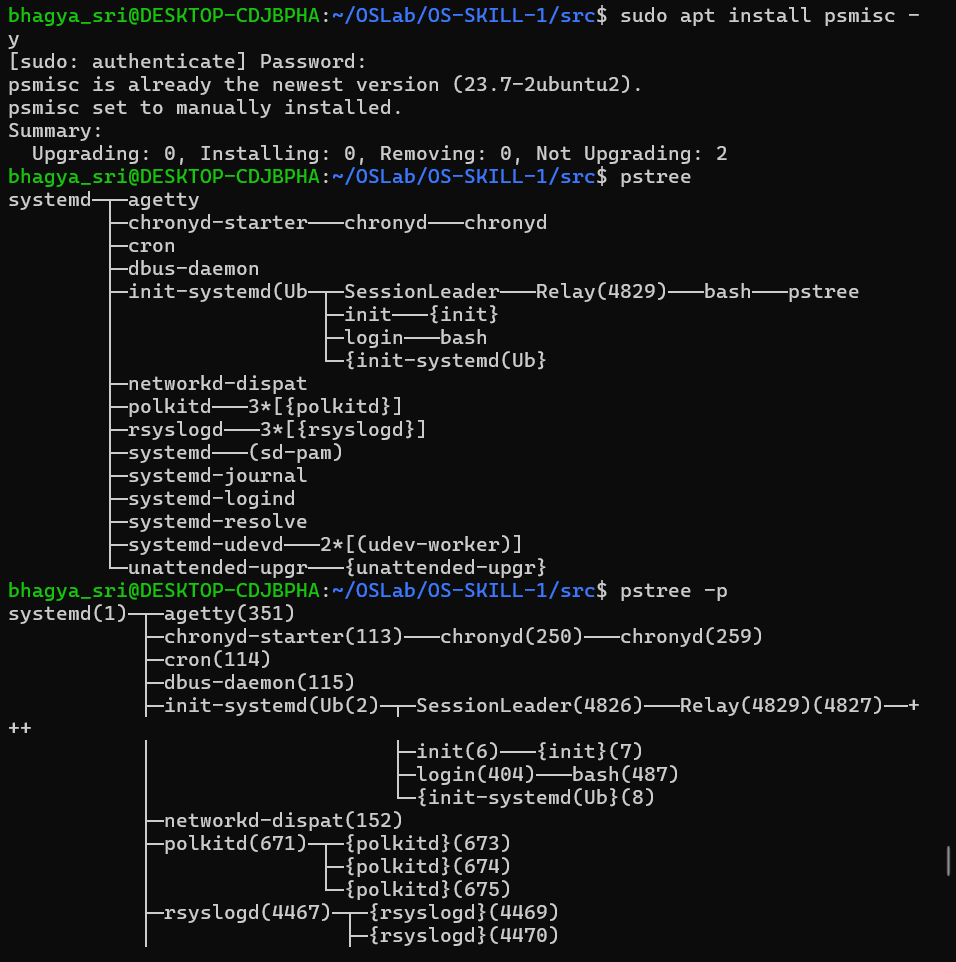 bhagya_sri@DESKTOP-CDJBPHA:~/OSLab/OS-SKILL-1/src$ sudo apt install psmisc -
y
[sudo: authenticate] Password:
psmisc is already the newest version (23.7-2ubuntu2).
psmisc set to manually installed.
Summary:
  Upgrading: 0, Installing: 0, Removing: 0, Not Upgrading: 2
bhagya_sri@DESKTOP-CDJBPHA:~/OSLab/OS-SKILL-1/src$ pstree
systemd─┬─agetty
        ├─chronyd-starter───chronyd───chronyd
        ├─cron
        ├─dbus-daemon
        ├─init-systemd(Ub─┬─SessionLeader───Relay(4829)───bash───pstree
        │                 ├─init───{init}
        │                 ├─login───bash
        │                 └─{init-systemd(Ub}
        ├─networkd-dispat
        ├─polkitd───3*[{polkitd}]
        ├─rsyslogd───3*[{rsyslogd}]
        ├─systemd───(sd-pam)
        ├─systemd-journal
        ├─systemd-logind
        ├─systemd-resolve
        ├─systemd-udevd───2*[(udev-worker)]
        └─unattended-upgr───{unattended-upgr}
bhagya_sri@DESKTOP-CDJBPHA:~/OSLab/OS-SKILL-1/src$ pstree -p
systemd(1)─┬─agetty(351)
           ├─chronyd-starter(113)───chronyd(250)───chronyd(259)
           ├─cron(114)
           ├─dbus-daemon(115)
           ├─init-systemd(Ub(2)─┬─SessionLeader(4826)───Relay(4829)(4827)──+
++
           │                    ├─init(6)───{init}(7)
           │                    ├─login(404)───bash(487)
           │                    └─{init-systemd(Ub}(8)
           ├─networkd-dispat(152)
           ├─polkitd(671)─┬─{polkitd}(673)
           │              ├─{polkitd}(674)
           │              └─{polkitd}(675)
           ├─rsyslogd(4467)─┬─{rsyslogd}(4469)
           │                ├─{rsyslogd}(4470)